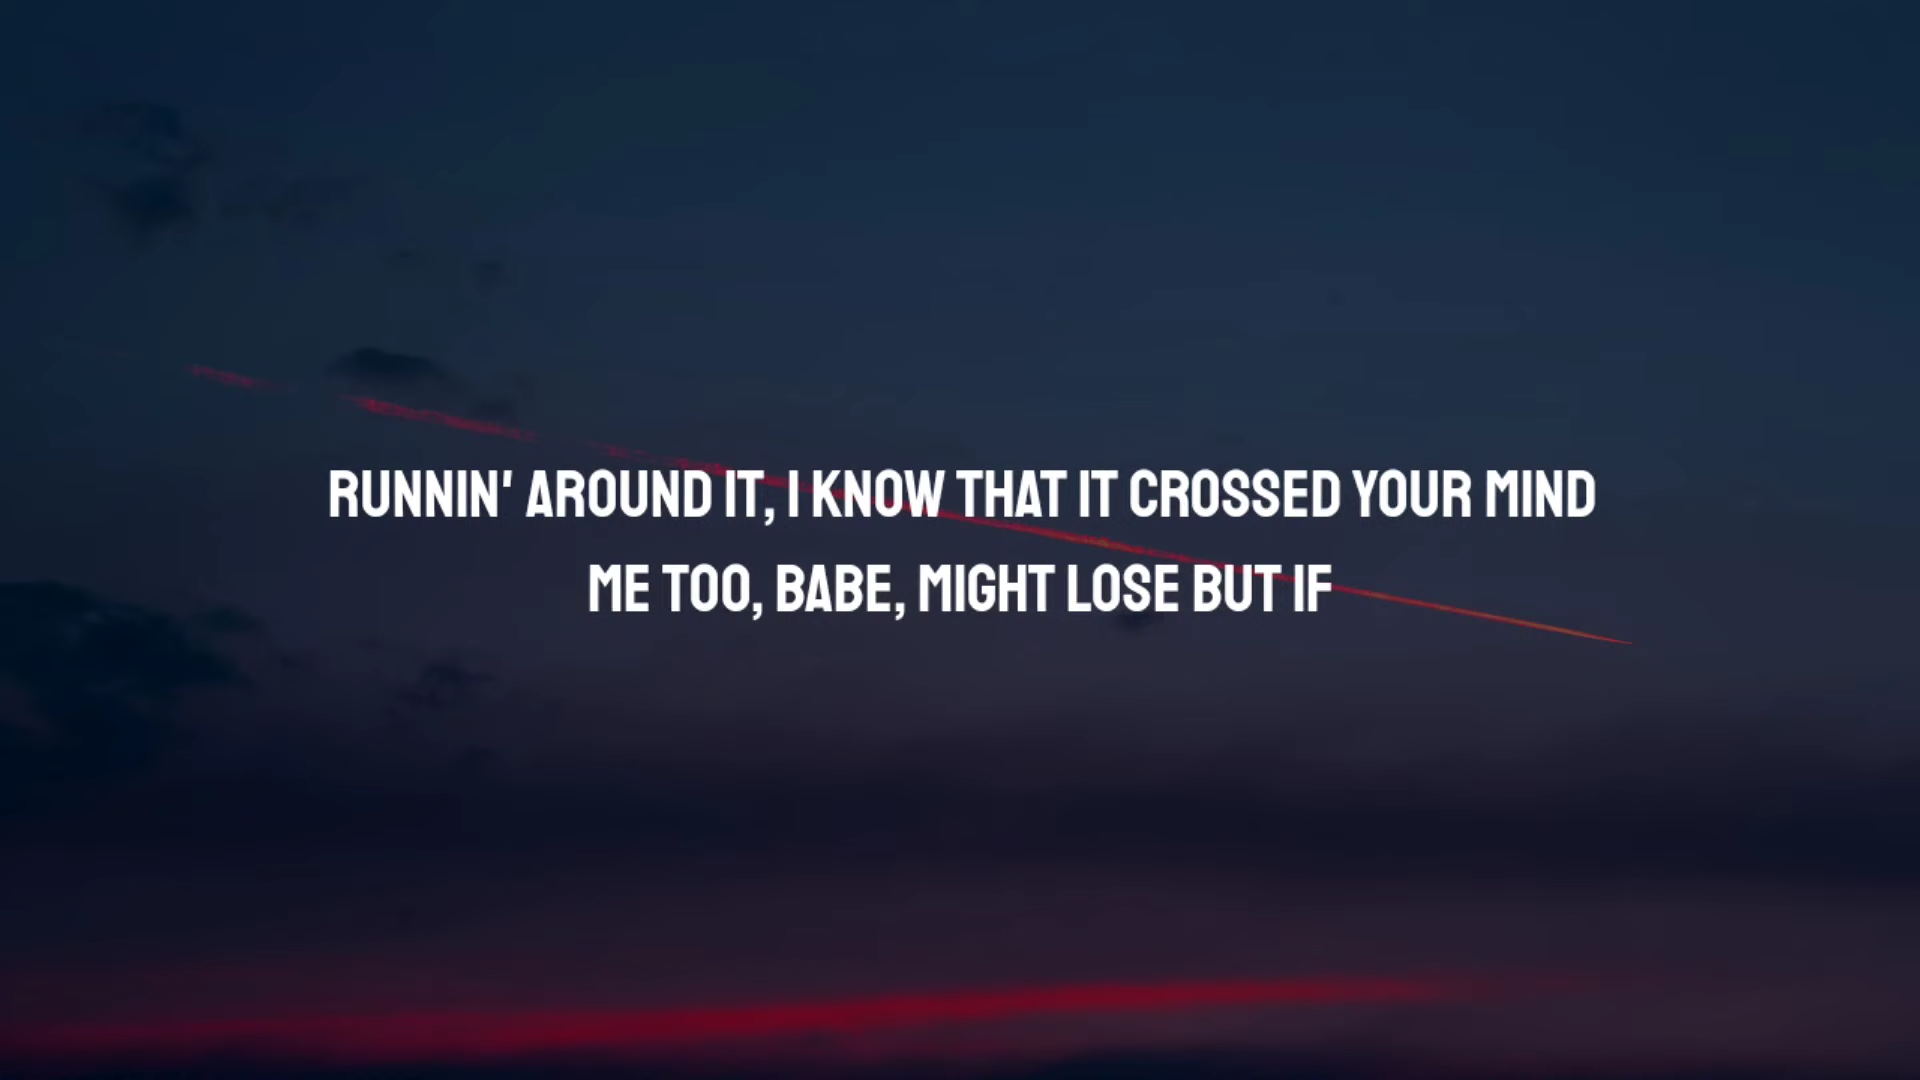 RUNNIN' AROUND IT, I KNOW THAT IT CROSSED YOUR MIND
ME TOO, BABE, MIGHT LOSE BUT IF